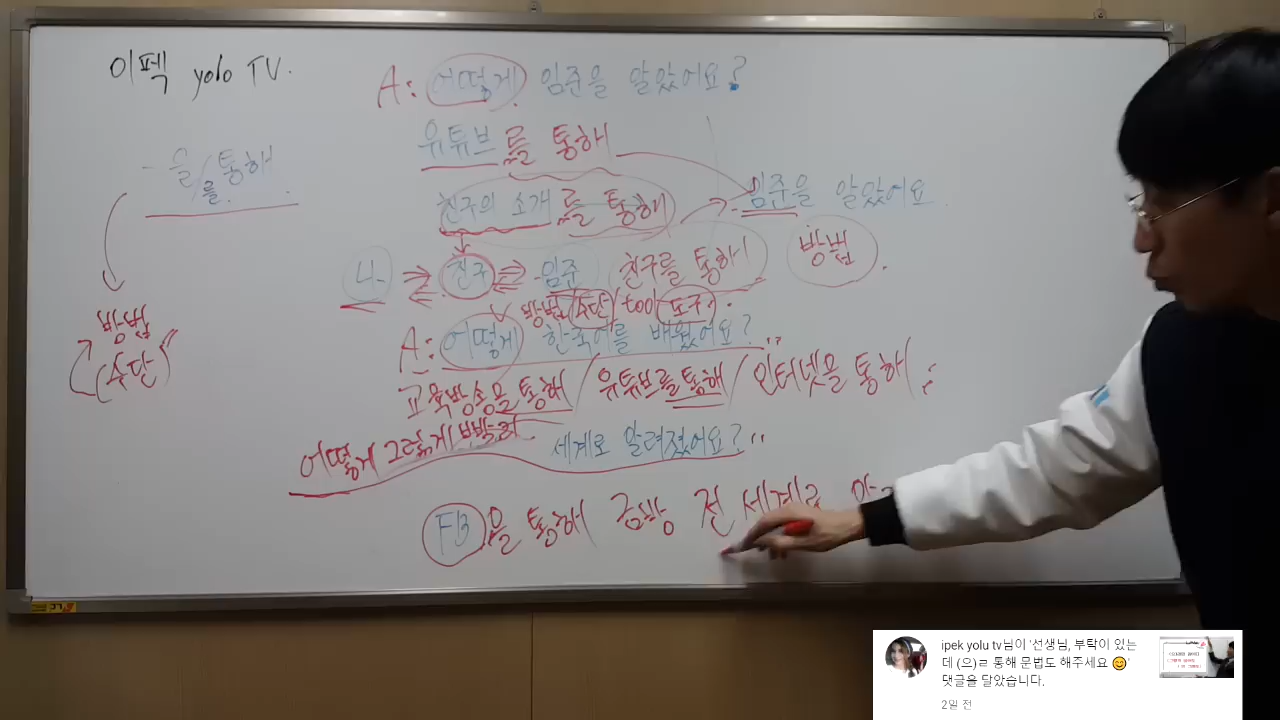 이펙 yolo TV.
-을/를 통해
방법
(수단)
A: 어떻게 임준을 알았어요?
유튜브를 통해
친구의 소개를 통해 - 임준을 알았어요.
나 친구 임준 친구를 통해 방법
방법/수단/tool 도구
A: 어떻게 한국어를 배웠어요?
교육방송을 통해/유튜브를 통해/인터넷을 통해
어떻게 그렇게 빨리 세계로 알려졌어요?
FB을 통해 금방 전 세계로
ipek yolu tv님이 '선생님, 부탁이 있는
데 (으)ㄹ 통해 문법도 해주세요 😊'
댓글을 달았습니다.
2일 전